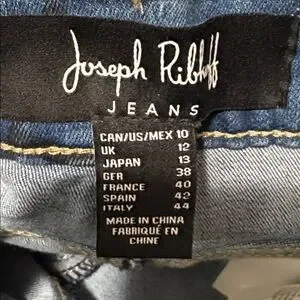 Joseph Ribkoff
JEANS
CAN/US/MEX 10
UK 12
JAPAN 13
GER 38
FRANCE 40
SPAIN 42
ITALY 44
MADE IN CHINA
FABRIQUÉ EN
CHINE